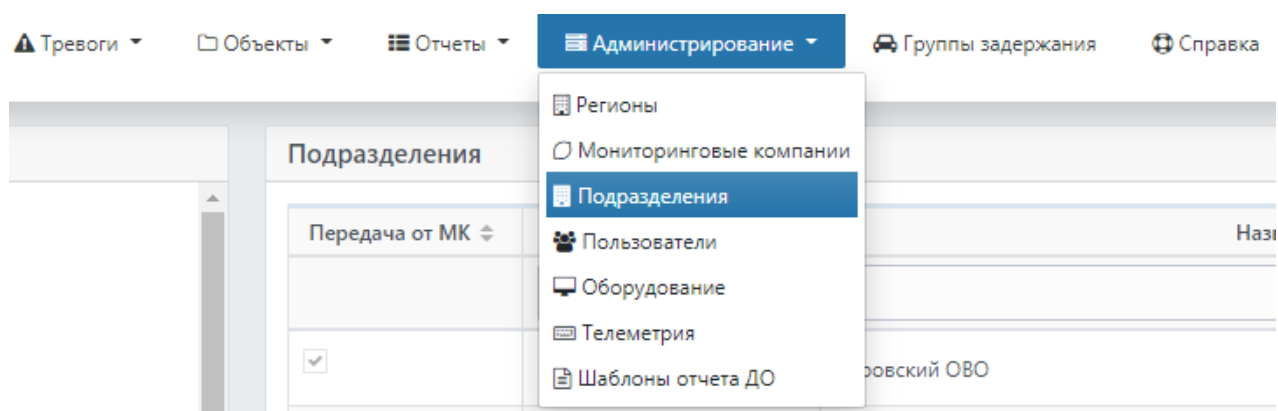 Тревоги Объекты Отчеты Администрирование Группы задержания Справка
Регионы
Подразделения
Мониторинговые компании
Подразделения
Передача от МК
Пользователи
Оборудование
Телеметрия
Шаблоны отчета ДО
ОВО